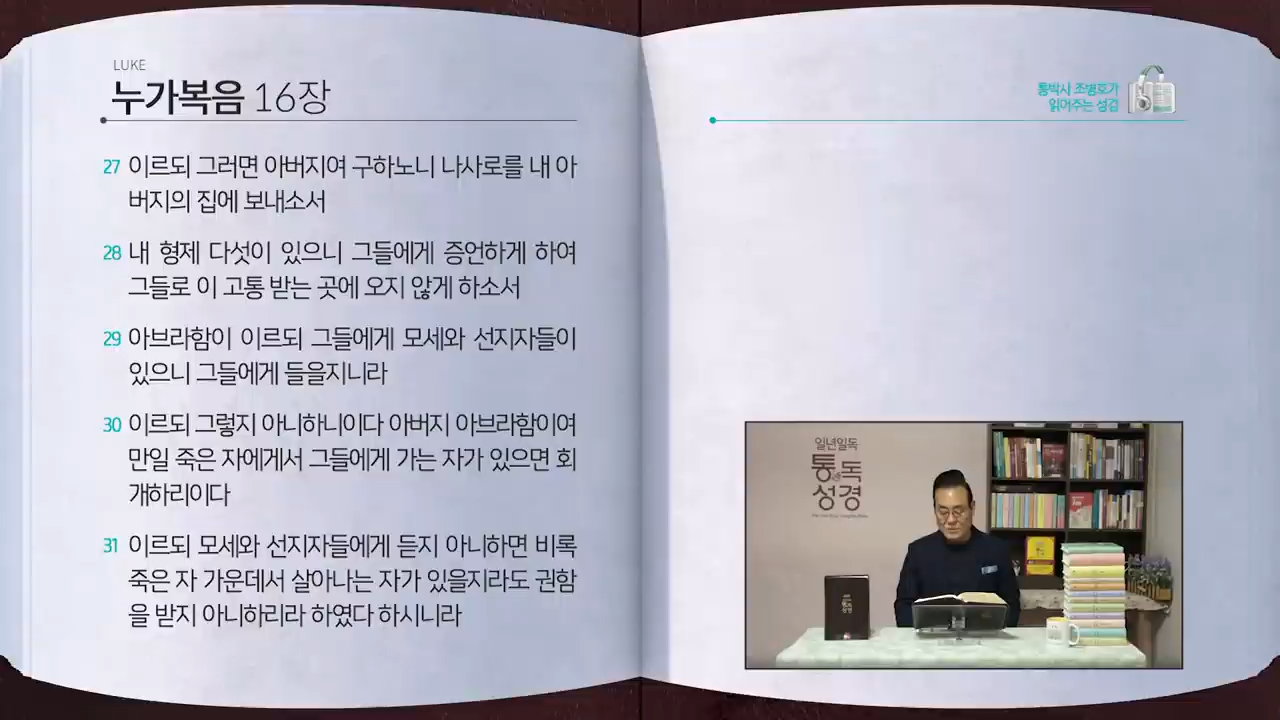 LUKE
누가복음 16장
27 이르되 그러면 아버지여 구하노니 나사로를 내 아
버지의 집에 보내소서
28 내 형제 다섯이 있으니 그들에게 증언하게 하여
그들로 이 고통 받는 곳에 오지 않게 하소서
29 아브라함이 이르되 그들에게 모세와 선지자들이
있으니 그들에게 들을지니라
30 이르되 그렇지 아니하니이다 아버지 아브라함이여
만일 죽은 자에게서 그들에게 가는 자가 있으면 회
개하리이다
31 이르되 모세와 선지자들에게 듣지 아니하면 비록
죽은 자 가운데서 살아나는 자가 있을지라도 권함
을 받지 아니하리라 하였다 하시니라
통박사 조병호가
읽어주는 성경
일년일독
통독
성경